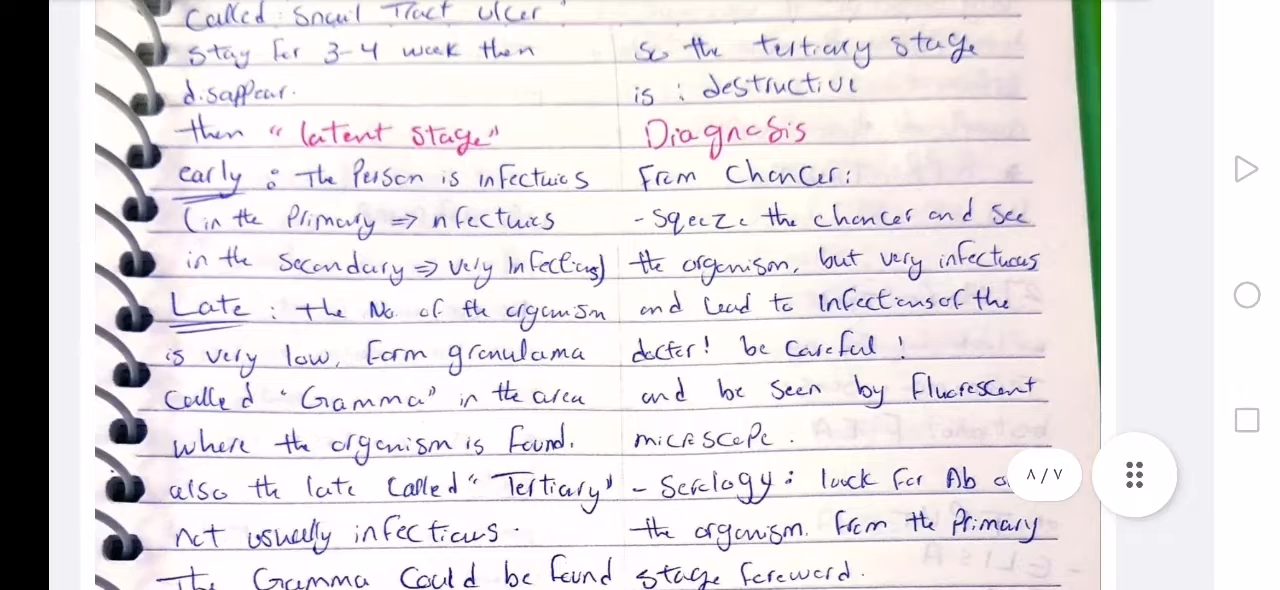 Called: Snail Tract ulcer
stay for 3-4 week then
disappear.
then "latent stage"
early : The Person is infectuios
(in the Primary ⇒ nfectuios
in the Secondary ⇒ very Infectious)
Late : the No. of the organism
is very low, form granuloma
called "Gamma" in the area
where the organism is found.
also the late called "Tertiary"
not usually infectious.
The Gamma Could be found
So the tertiary stage
is : destructive
Diagnosis
From Chancer:
- Sqeeze the chancer and see
the organism, but very infectuous
and lead to Infections of the
doctor! be careful!
and be seen by Fluorescent
micrscope.
- Serology : look for Ab
the organism. From the Primary
stage foreword.
٨ / ٧